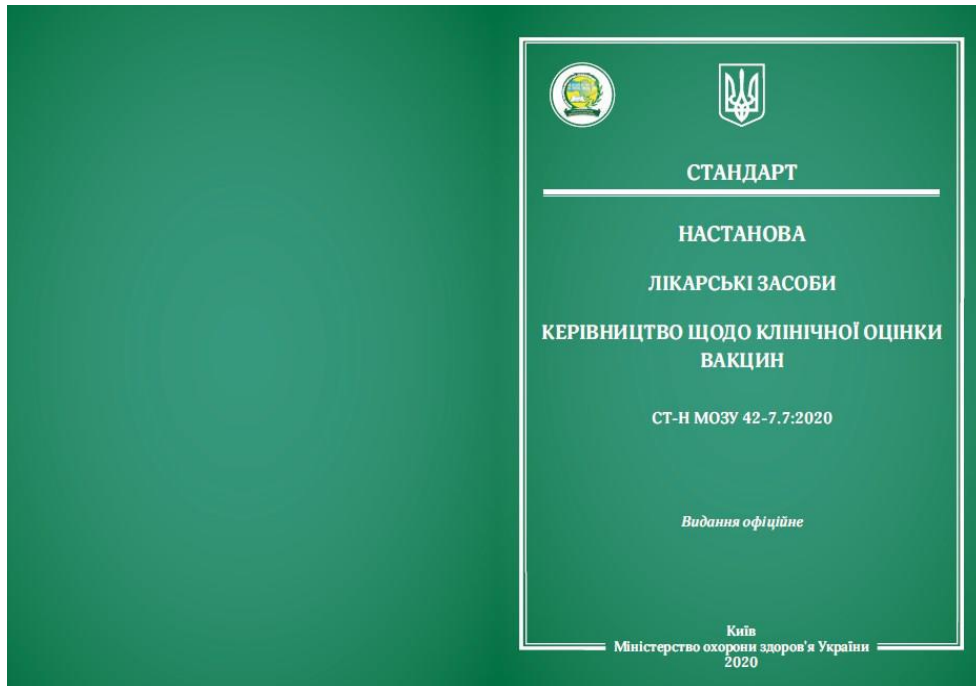 СТАНДАРТ
НАСТАНОВА
ЛІКАРСЬКІ ЗАСОБИ
КЕРІВНИЦТВО ЩОДО КЛІНІЧНОЇ ОЦІНКИ
ВАКЦИН
СТ-Н МОЗУ 42-7.7:2020
Видання офіційне
Київ
Міністерство охорони здоров'я України
2020